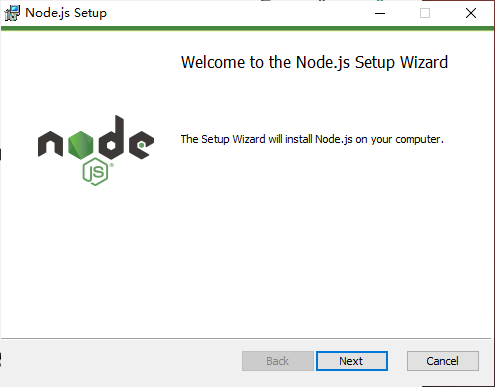 Node.js Setup
Welcome to the Node.js Setup Wizard
The Setup Wizard will install Node.js on your computer.
node
JS
Back
Next
Cancel